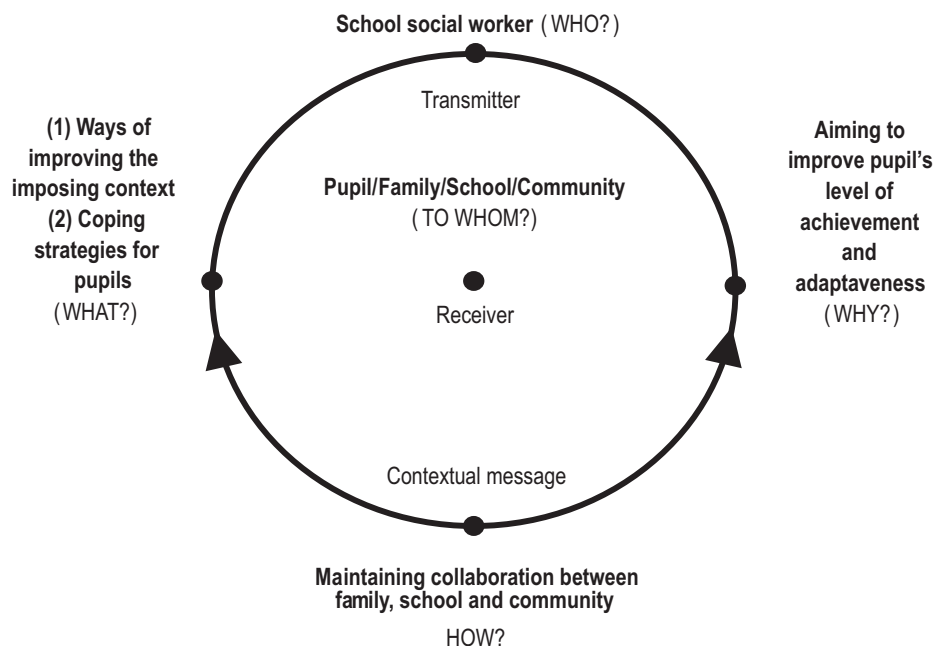 School social worker (WHO?)
Transmitter
(1) Ways of
improving the
imposing context
(2) Coping
strategies for
pupils
(WHAT?)
Pupil/Family/School/Community
(TO WHOM?)
Receiver
Aiming to
improve pupil's
level of
achievement
and
adaptaveness
(WHY?)
Contextual message
Maintaining collaboration between
family, school and community
HOW?